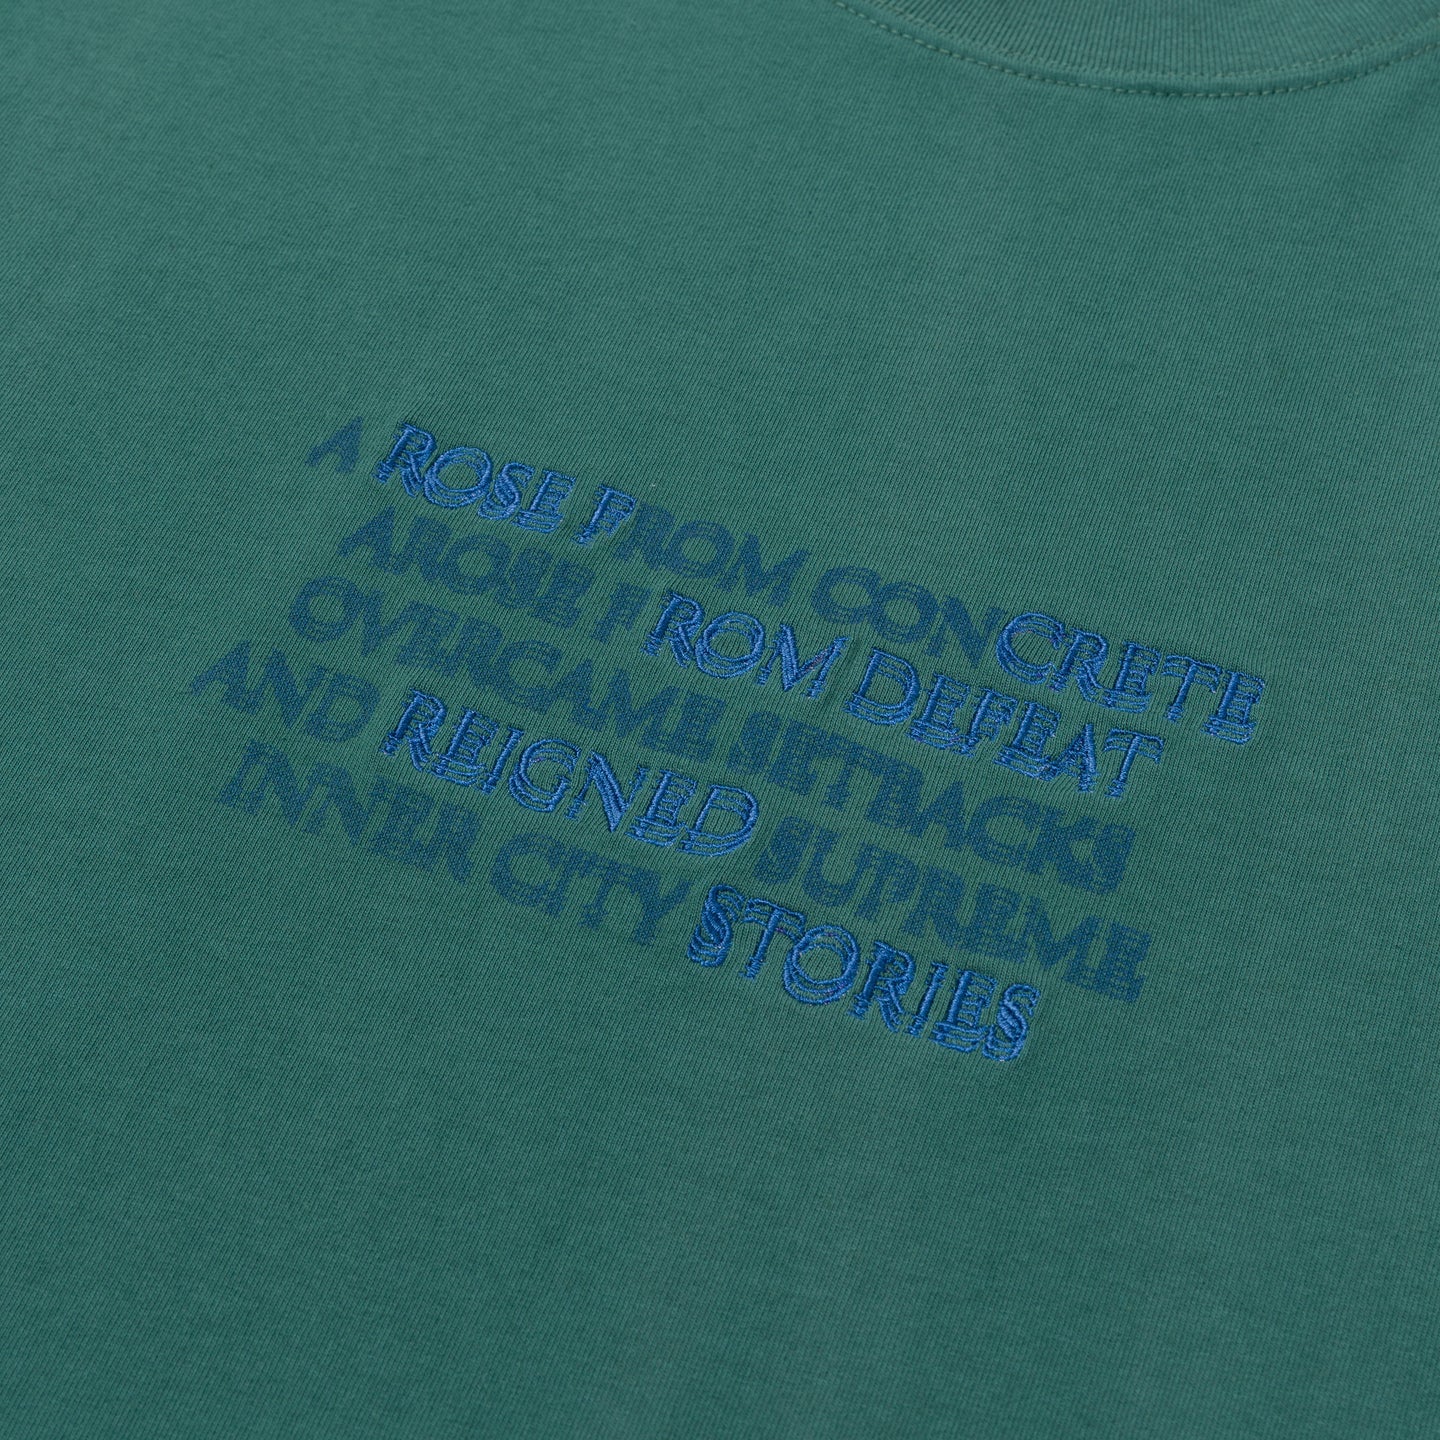 A ROSE FROM CONCRETE
AROSE FROM DEFEAT
OVERCAME SETBACKS
AND REIGNED SUPREME
INNER CITY STORIES